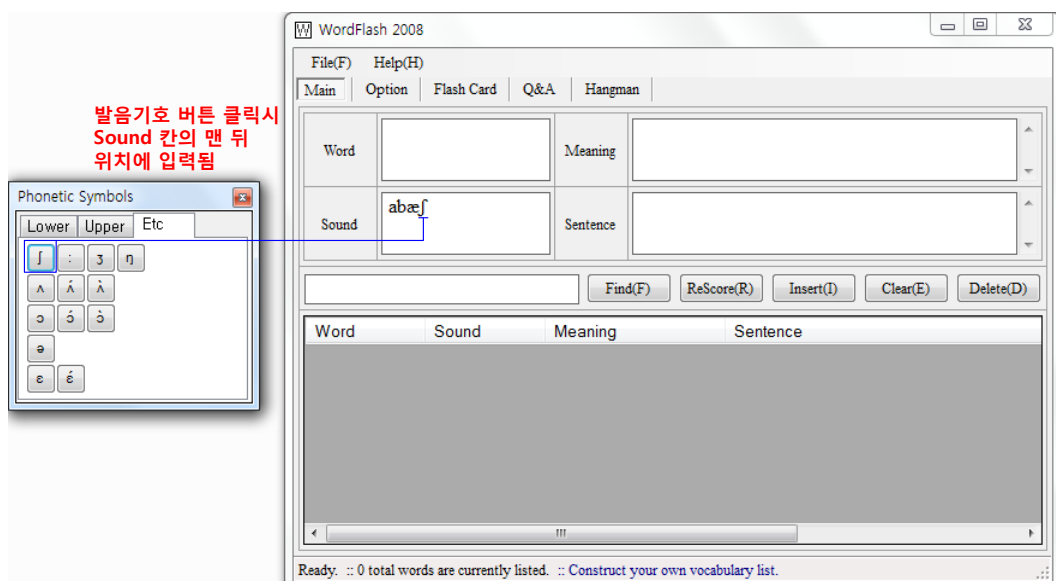 WordFlash 2008
File(F) Help(H)
Main Option Flash Card Q&A Hangman
발음기호 버튼 클릭시
Sound 칸의 맨 뒤
위치에 입력됨
Word Meaning
Phonetic Symbols
Lower Upper Etc
abæʃ
Sound Sentence
ʃ : ʒ ŋ
ʌ ʌ́ ʌ̀
ɔ ɔ́ ɔ̀
ə
ɛ ɛ́
Find(F) ReScore(R) Insert(I) Clear(E) Delete(D)
Word Sound Meaning Sentence
Ready. :: 0 total words are currently listed. :: Construct your own vocabulary list.